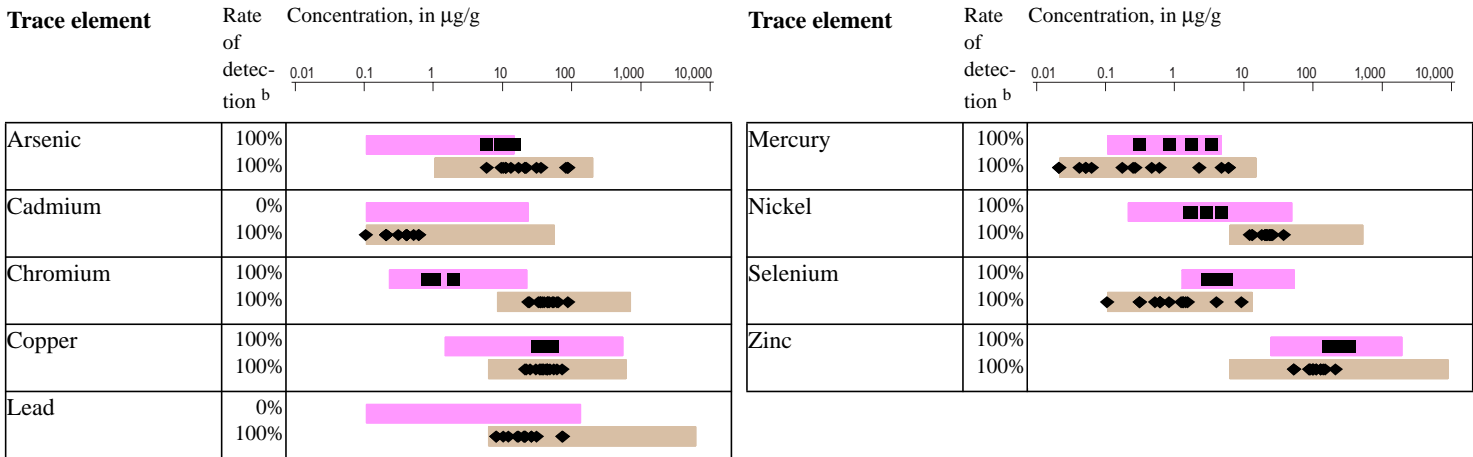 Trace element Rate of detec- tion b Concentration, in µg/g
0.01 0.1 1 10 100 1,000 10,000
Arsenic 100%
100%
Cadmium 0%
100%
Chromium 100%
100%
Copper 100%
100%
Lead 0%
100%
Trace element Rate of detec- tion b Concentration, in µg/g
0.01 0.1 1 10 100 1,000 10,000
Mercury 100%
100%
Nickel 100%
100%
Selenium 100%
100%
Zinc 100%
100%